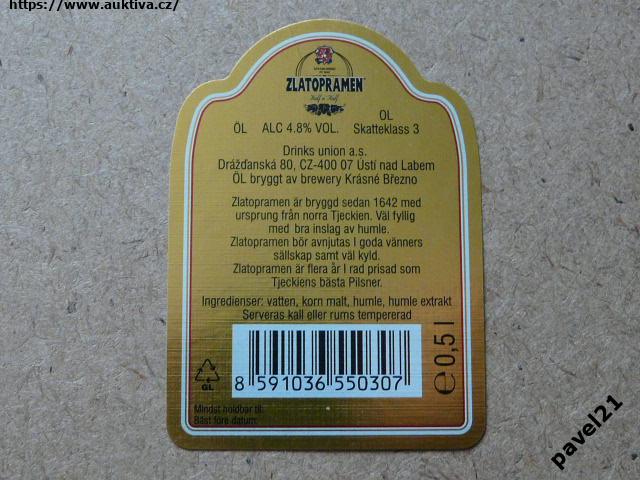 https://www.auktiva.cz/
ZLATOPRAMEN
Half n Half
ÖL ALC 4.8% VOL. OL
Skatteklass 3
Drinks union a.s.
Drážďanská 80, CZ-400 07 Ústí nad Labem
ÖL bryggt av brewery Krásné Březno
Zlatopramen är bryggd sedan 1642 med
ursprung från norra Tjeckien. Väl fyllig
med bra inslag av humle.
Zlatopramen bör avnjutas I goda vänners
sällskap samt väl kyld.
Zlatopramen är flera år I rad prisad som
Tjeckiens bästa Pilsner.
Ingredienser: vatten, korn malt, humle, humle extrakt
Serveras kall eller rums tempererad
8 591036 550307
e 0,5 l
GL
Mindst holdbar til:
Bäst före datum:
pavel21